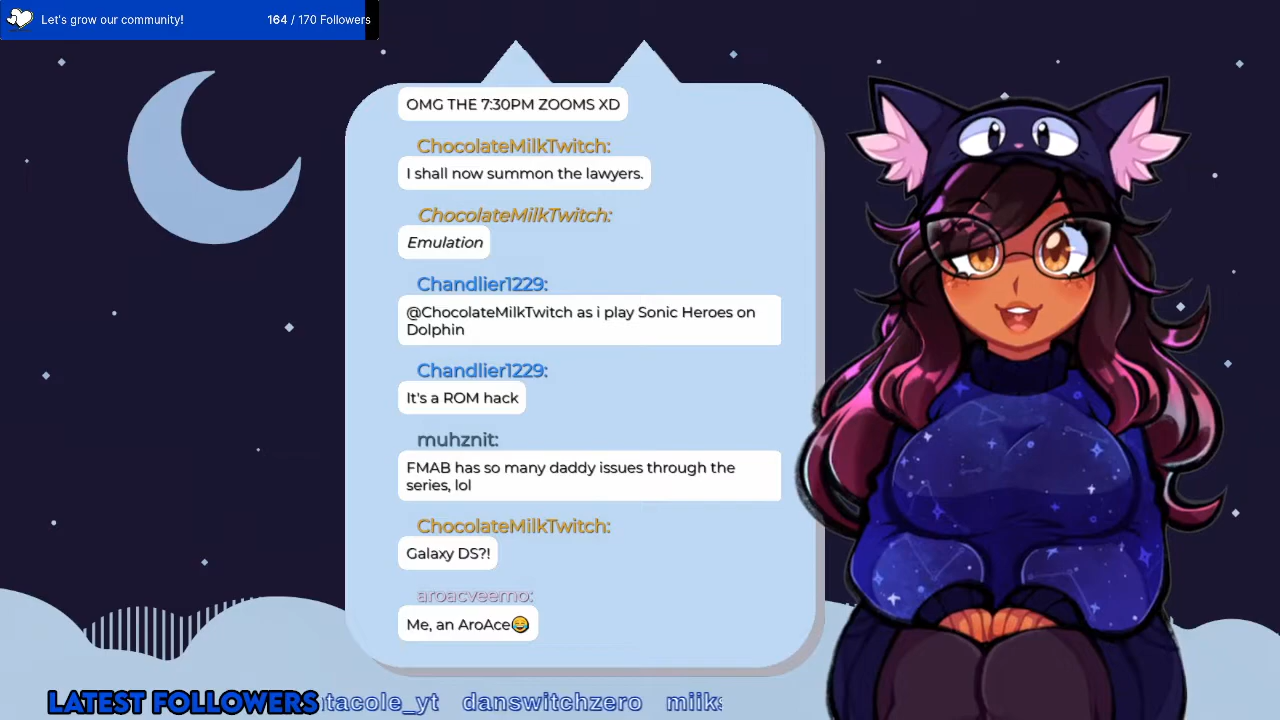 Let's grow our community!
164 / 170 Followers
OMG THE 7:30PM ZOOMS XD
ChocolateMilkTwitch:
I shall now summon the lawyers.
ChocolateMilkTwitch:
Emulation
Chandlier1229:
@ChocolateMilkTwitch as i play Sonic Heroes on
Dolphin
Chandlier1229:
It's a ROM hack
muhznit:
FMAB has so many daddy issues through the
series, lol
ChocolateMilkTwitch:
Galaxy DS?!
aroacveemo:
Me, an AroAce😂
LATEST FOLLOWERS
tacole_yt danswitchzero miiks